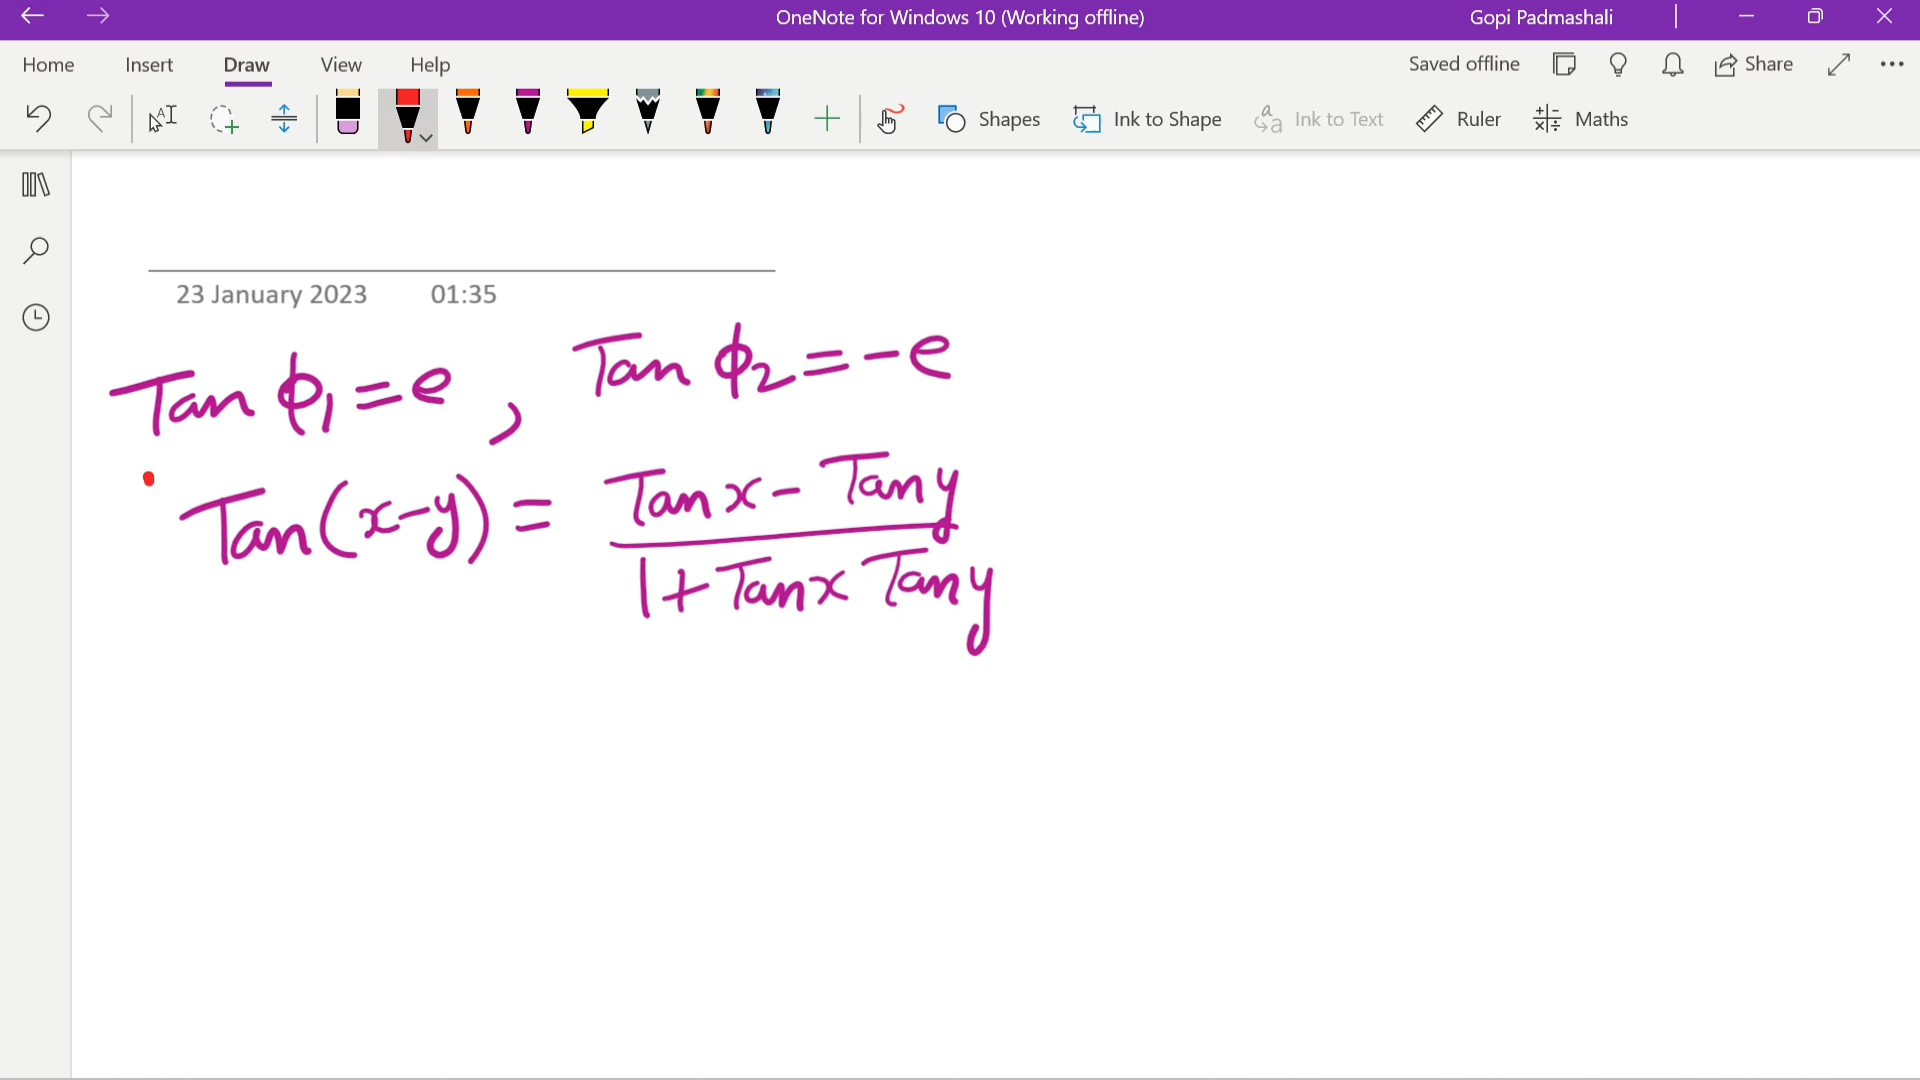 OneNote for Windows 10 (Working offline) Gopi Padmashali
Home Insert Draw View Help Saved offline Share
AI Shapes Ink to Shape a Ink to Text Ruler Maths
23 January 2023 01:35
Tan ϕ₁ = e , Tan ϕ₂ = -e
Tan(x-y) = Tan x - Tan y
1 + Tan x Tan y